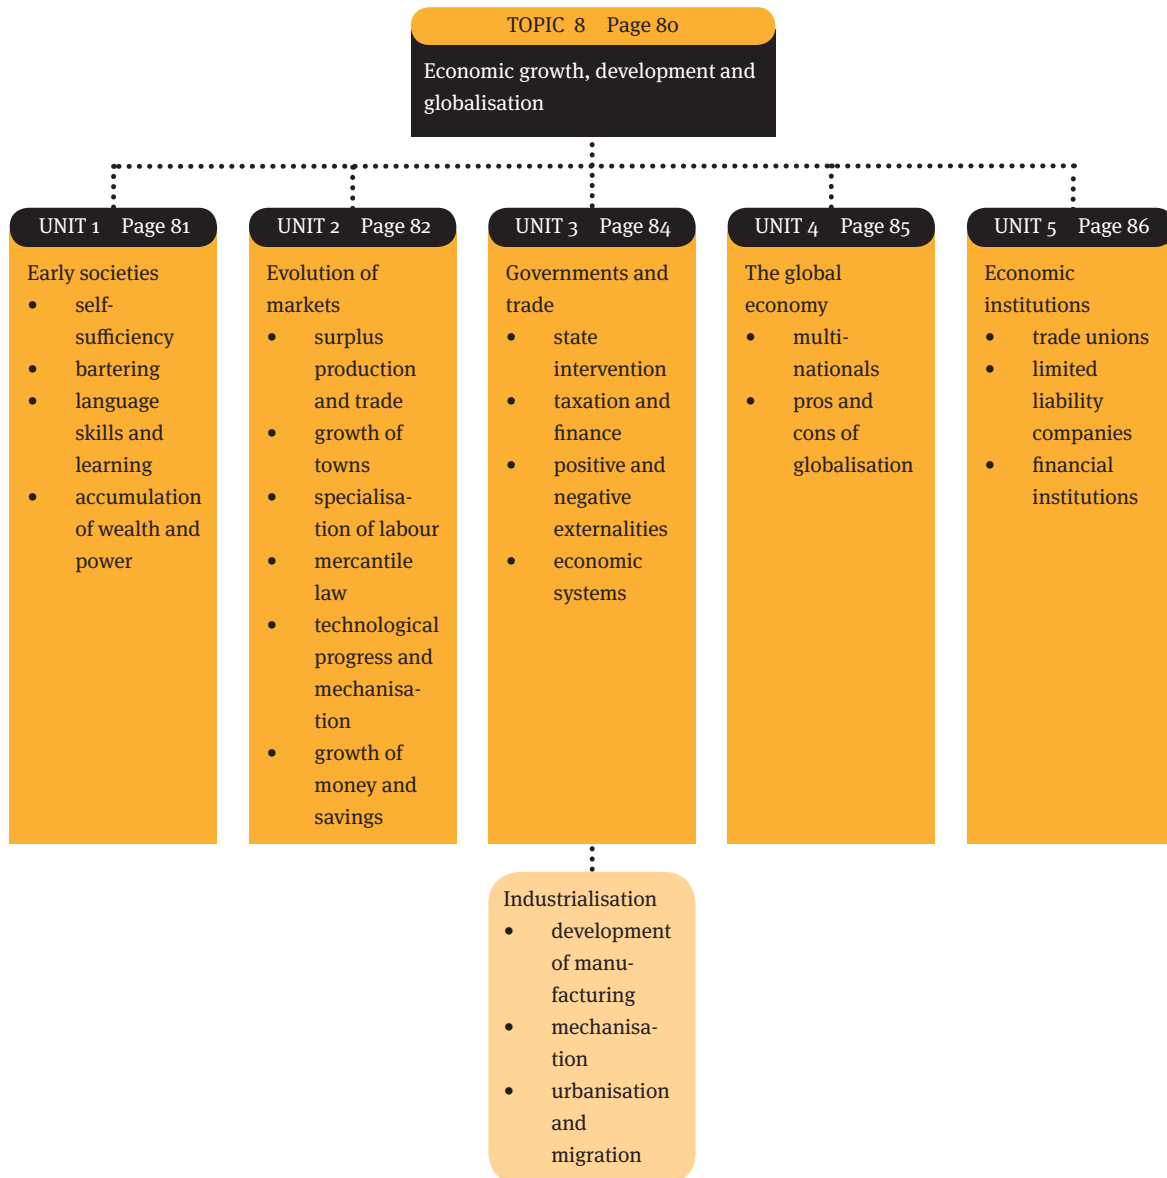 TOPIC 8 Page 80
Economic growth, development and
globalisation
UNIT 1 Page 81
Early societies
• self-
sufficiency
• bartering
• language
skills and
learning
• accumulation
of wealth and
power
UNIT 2 Page 82
Evolution of
markets
• surplus
production
and trade
• growth of
towns
• specialisa-
tion of labour
• mercantile
law
• technological
progress and
mechanisa-
tion
• growth of
money and
savings
UNIT 3 Page 84
Governments and
trade
• state
intervention
• taxation and
finance
• positive and
negative
externalities
• economic
systems
UNIT 4 Page 85
The global
economy
• multi-
nationals
• pros and
cons of
globalisation
UNIT 5 Page 86
Economic
institutions
• trade unions
• limited
liability
companies
• financial
institutions
Industrialisation
• development
of manu-
facturing
• mechanisa-
tion
• urbanisation
and
migration